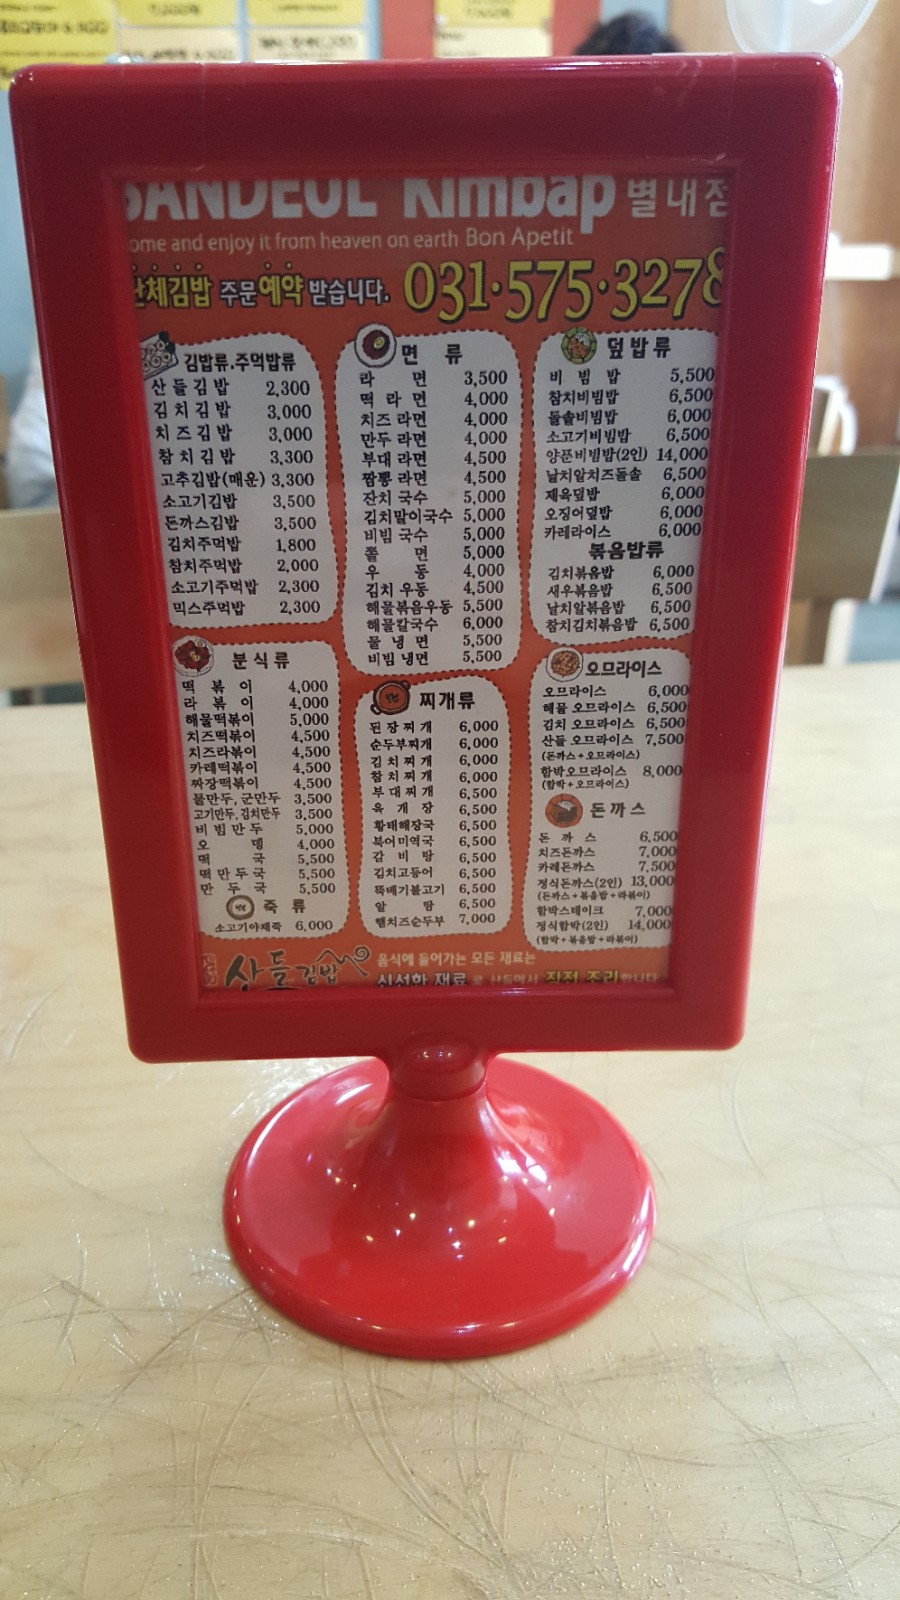 SANDEUL Kimbap 별내점
ome and enjoy it from heaven on earth Bon Apetit
단체김밥 주문예약 받습니다. 031·575·3278
김밥류.주먹밥류
산들김밥 2,300
김치김밥 3,000
치즈김밥 3,000
참치김밥 3,300
고추김밥(매운) 3,300
소고기김밥 3,500
돈까스김밥 3,500
김치주먹밥 1,800
참치주먹밥 2,000
소고기주먹밥 2,300
믹스주먹밥 2,300
분식류
떡볶이 4,000
라볶이 4,000
해물떡볶이 5,000
치즈떡볶이 4,500
치즈라볶이 4,500
카레떡볶이 4,500
짜장떡볶이 4,500
물만두, 군만두 3,500
고기만두, 김치만두 3,500
비빔만두 5,000
오뎅 4,000
떡국 5,500
떡만두국 5,500
만두국 5,500
죽류
소고기야채죽 6,000
면류
라면 3,500
떡라면 4,000
치즈라면 4,000
만두라면 4,000
부대라면 4,500
짬뽕라면 4,500
잔치국수 5,000
김치말이국수 5,000
비빔국수 5,000
쫄면 5,000
우동 4,000
김치우동 4,500
해물볶음우동 5,500
해물칼국수 6,000
물냉면 5,500
비빔냉면 5,500
찌개류
된장찌개 6,000
순두부찌개 6,000
김치찌개 6,000
참치찌개 6,000
부대찌개 6,500
육개장 6,500
황태해장국 6,500
북어미역국 6,500
갈비탕 6,500
김치고등어 6,500
뚝배기불고기 6,500
알탕 6,500
햄치즈순두부 7,000
덮밥류
비빔밥 5,500
참치비빔밥 6,500
돌솥비빔밥 6,000
소고기비빔밥 6,500
양푼비빔밥(2인) 14,000
날치알치즈돌솥 6,500
제육덮밥 6,000
오징어덮밥 6,000
카레라이스 6,000
볶음밥류
김치볶음밥 6,000
새우볶음밥 6,500
날치알볶음밥 6,500
참치김치볶음밥 6,500
오므라이스
오므라이스 6,000
해물 오므라이스 6,500
김치 오므라이스 6,500
산들 오므라이스 7,500
(돈까스+오므라이스)
함박오므라이스 8,000
(함박+오므라이스)
돈까스
돈까스 6,500
치즈돈까스 7,000
카레돈까스 7,500
정식돈까스(2인) 13,000
(돈까스+볶음밥+라볶이)
함박스테이크 7,000
정식함박(2인) 14,000
(함박+볶음밥+라볶이)
산들김밥
음식에 들어가는 모든 재료는
신선한 재료로 산들에서 직접 조리합니다